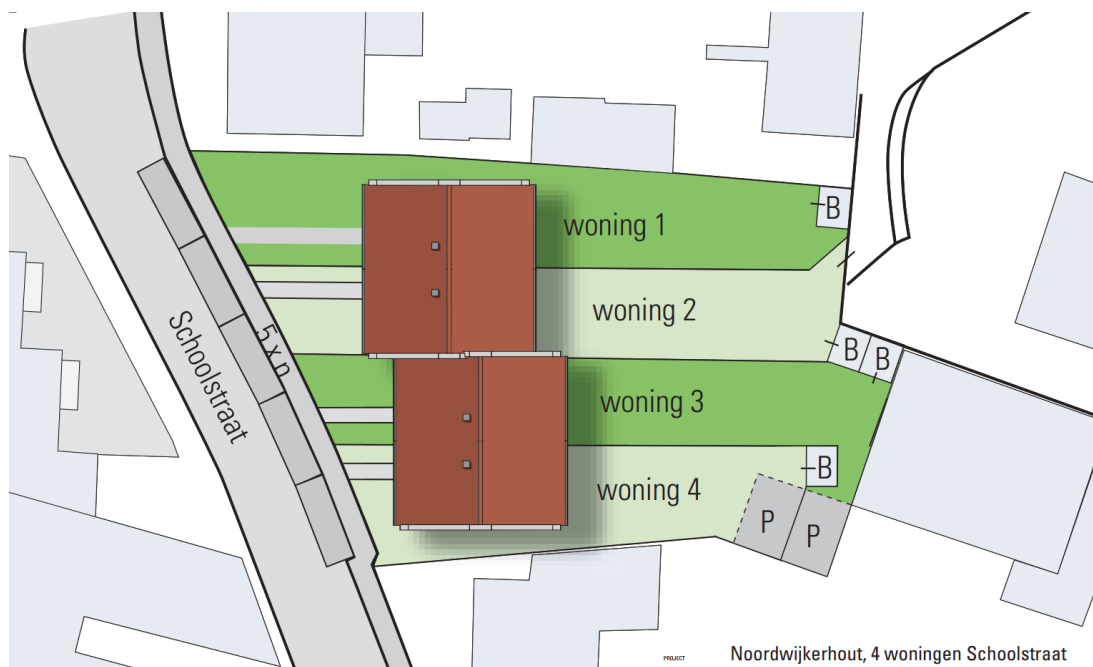 B
woning 1
woning 2
Schoolstraat
5 x p
B
B
woning 3
B
woning 4
P
P
PROJECT
Noordwijkerhout, 4 woningen Schoolstraat